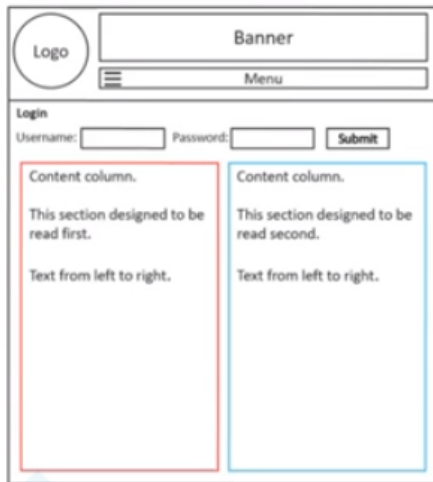 Logo
Banner
Menu
Login
Username:
Password:
Submit
Content column.
This section designed to be
read first.
Text from left to right.
Content column.
This section designed to be
read second.
Text from left to right.